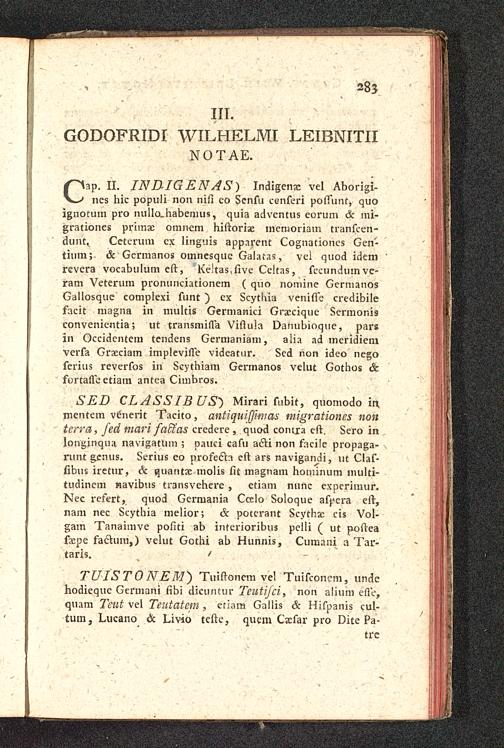 283
III.
GODOFRIDI WILHELMI LEIBNITII
NOTAE.
Cap. II. INDIGENAS) Indigenæ vel Aborigi-
nes hic populi non niſi eo Senſu cenſeri poſſunt, quo
ignotum pro nullo habemus, quia adventus eorum & mi-
grationes primæ omnem hiſtoriæ memoriam tranſcen-
dunt. Ceterum ex linguis apparent Cognationes Gen-
tium; & Germanos omnesque Galatas, vel quod idem
revera vocabulum eſt, Keltas ſive Celtas, ſecundum ve-
ram Veterum pronunciationem ( quo nomine Germanos
Gallosque complexi ſunt ) ex Scythia veniſſe credibile
facit magna in multis Germanici Græcique Sermonis
convenientia; ut transmiſſa Viſtula Danubioque, pars
in Occidentem tendens Germaniam, alia ad meridiem
verſa Græciam impleviſſe videatur. Sed non ideo nego
ſerius reverſos in Scythiam Germanos velut Gothos &
fortaſſe etiam antea Cimbros.
SED CLASSIBUS) Mirari ſubit, quomodo in
mentem venerit Tacito, antiquiſſimas migrationes non
terra, ſed mari factas credere, quod contra eſt. Sero in
longinqua navigatum; pauci caſu acti non facile propaga-
runt genus. Serius eo profecta eſt ars navigandi, ut Claſ-
ſibus iretur, & quantæ molis ſit magnam hominum multi-
tudinem navibus transvehere, etiam nunc experimur.
Nec refert, quod Germania Cœlo Soloque aſpera eſt,
nam nec Scythia melior; & poterant Scythæ cis Vol-
gam Tanaimve poſiti ab interioribus pelli ( ut poſtea
ſæpe factum,) velut Gothi ab Hunnis, Cumani a Tar-
taris.
TUISTONEM) Tuiſtonem vel Tuiſconem, unde
hodieque Germani ſibi dicuntur Teutiſci, non alium eſſe,
quam Teut vel Teutatem, etiam Gallis & Hiſpanis cul-
tum, Lucano & Livio teſte, quem Cæſar pro Dite Pa-
tre